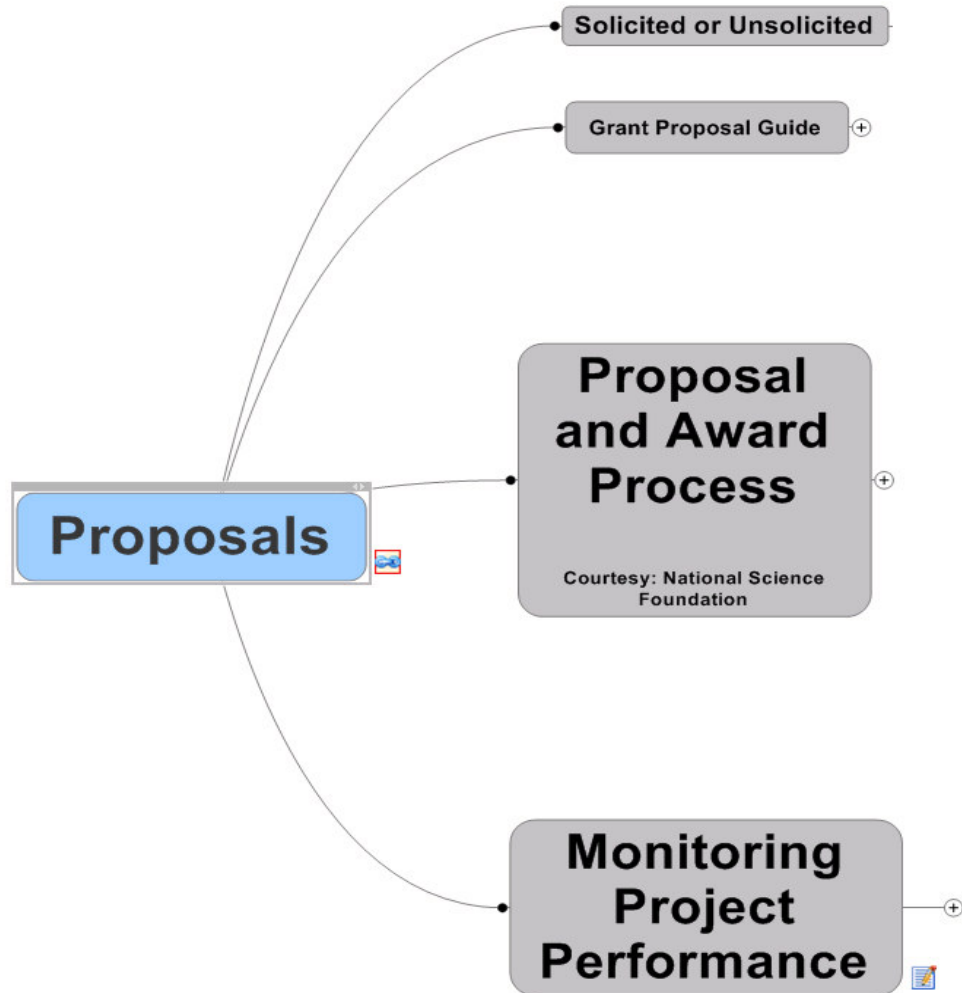 Solicited or Unsolicited
Grant Proposal Guide
Proposal
and Award
Process
Courtesy: National Science
Foundation
Proposals
Monitoring
Project
Performance